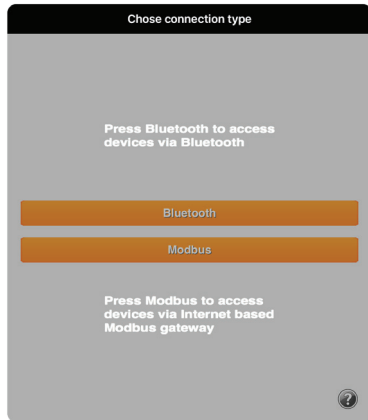 Chose connection type
Press Bluetooth to access
devices via Bluetooth
Bluetooth
Modbus
Press Modbus to access
devices via Internet based
Modbus gateway
?